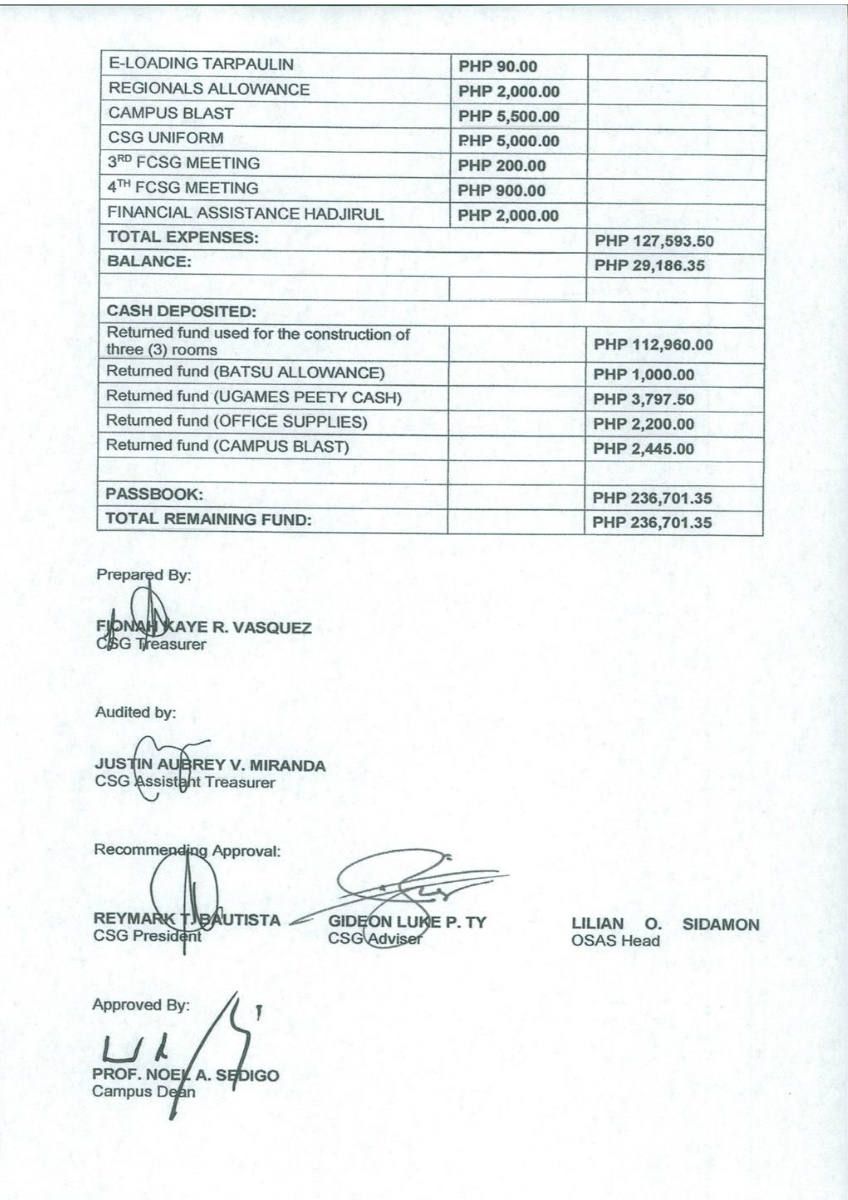 E-LOADING TARPAULIN PHP 90.00
REGIONALS ALLOWANCE PHP 2,000.00
CAMPUS BLAST PHP 5,500.00
CSG UNIFORM PHP 5,000.00
3RD FCSG MEETING PHP 200.00
4TH FCSG MEETING PHP 900.00
FINANCIAL ASSISTANCE HADJIRUL PHP 2,000.00
TOTAL EXPENSES: PHP 127,593.50
BALANCE: PHP 29,186.35
CASH DEPOSITED:
Returned fund used for the construction of
three (3) rooms PHP 112,960.00
Returned fund (BATSU ALLOWANCE) PHP 1,000.00
Returned fund (UGAMES PEETY CASH) PHP 3,797.50
Returned fund (OFFICE SUPPLIES) PHP 2,200.00
Returned fund (CAMPUS BLAST) PHP 2,445.00
PASSBOOK: PHP 236,701.35
TOTAL REMAINING FUND: PHP 236,701.35
Prepared By:
FIONAH KAYE R. VASQUEZ
CSG Treasurer
Audited by:
JUSTIN AUBREY V. MIRANDA
CSG Assistant Treasurer
Recommending Approval:
REYMARK T. BAUTISTA GIDEON LUKE P. TY LILIAN O. SIDAMON
CSG President CSG Adviser OSAS Head
Approved By:
PROF. NOEL A. SEDIGO
Campus Dean